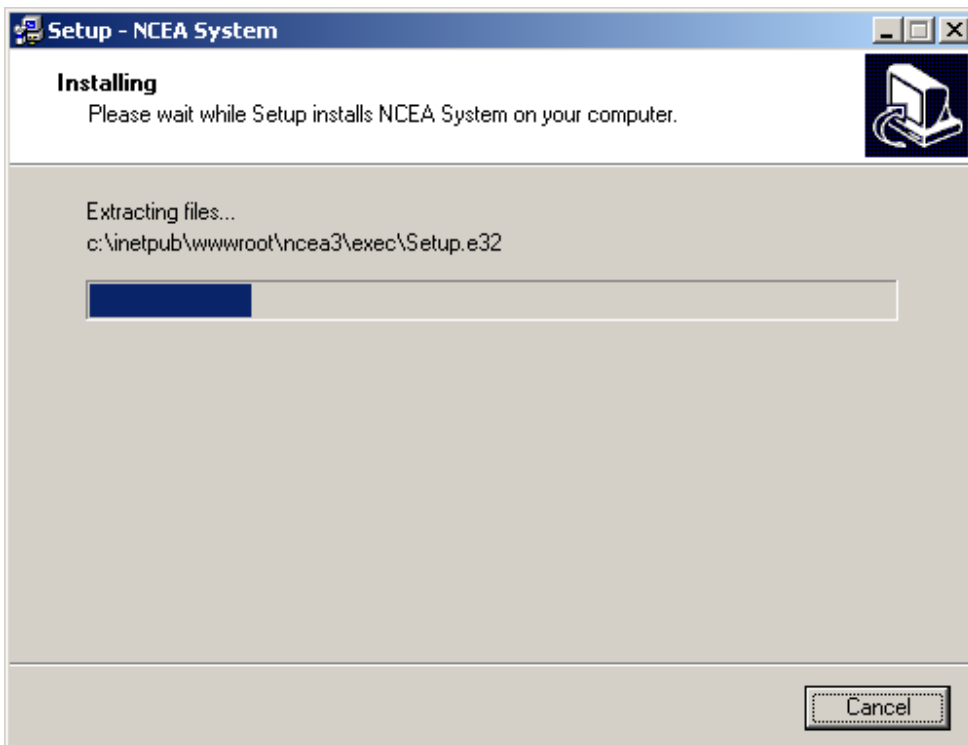 Setup - NCEA System
Installing
Please wait while Setup installs NCEA System on your computer.
Extracting files...
c:\inetpub\wwwroot\ncea3\exec\Setup.e32
Cancel